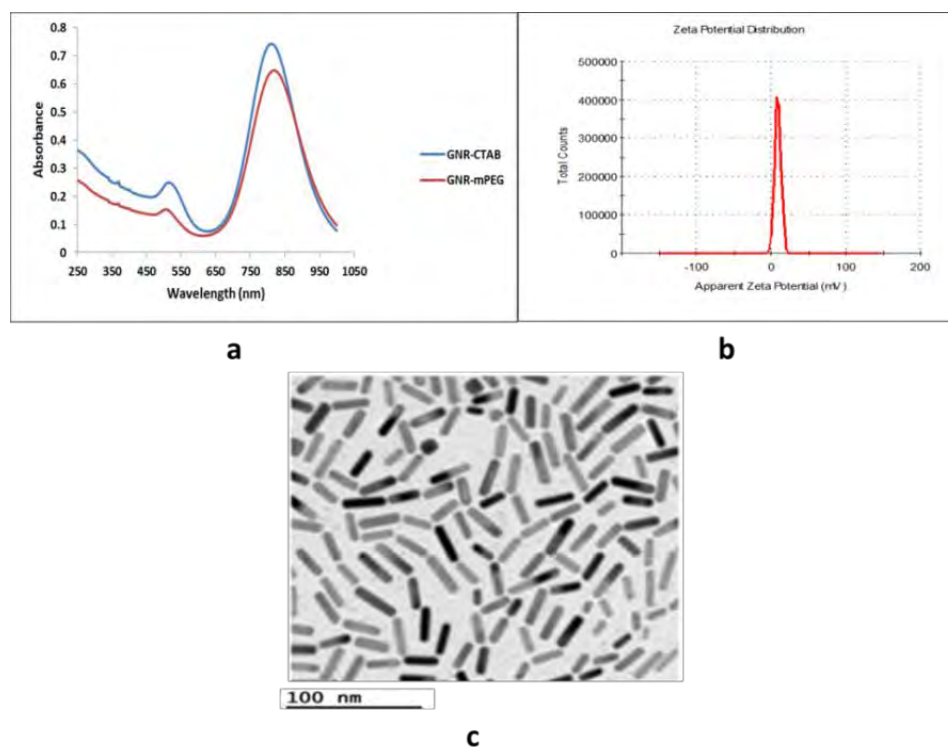 0.8
0.7
0.6
0.5
0.4
0.3
0.2
0.1
0
Absorbance
250 350 450 550 650 750 850 950 1050
Wavelength (nm)
GNR-CTAB
GNR-mPEG
a
Zeta Potential Distribution
500000
400000
300000
200000
100000
0
Total Counts
-100 0 100 200
Apparent Zeta Potential (mV)
b
100 nm
c